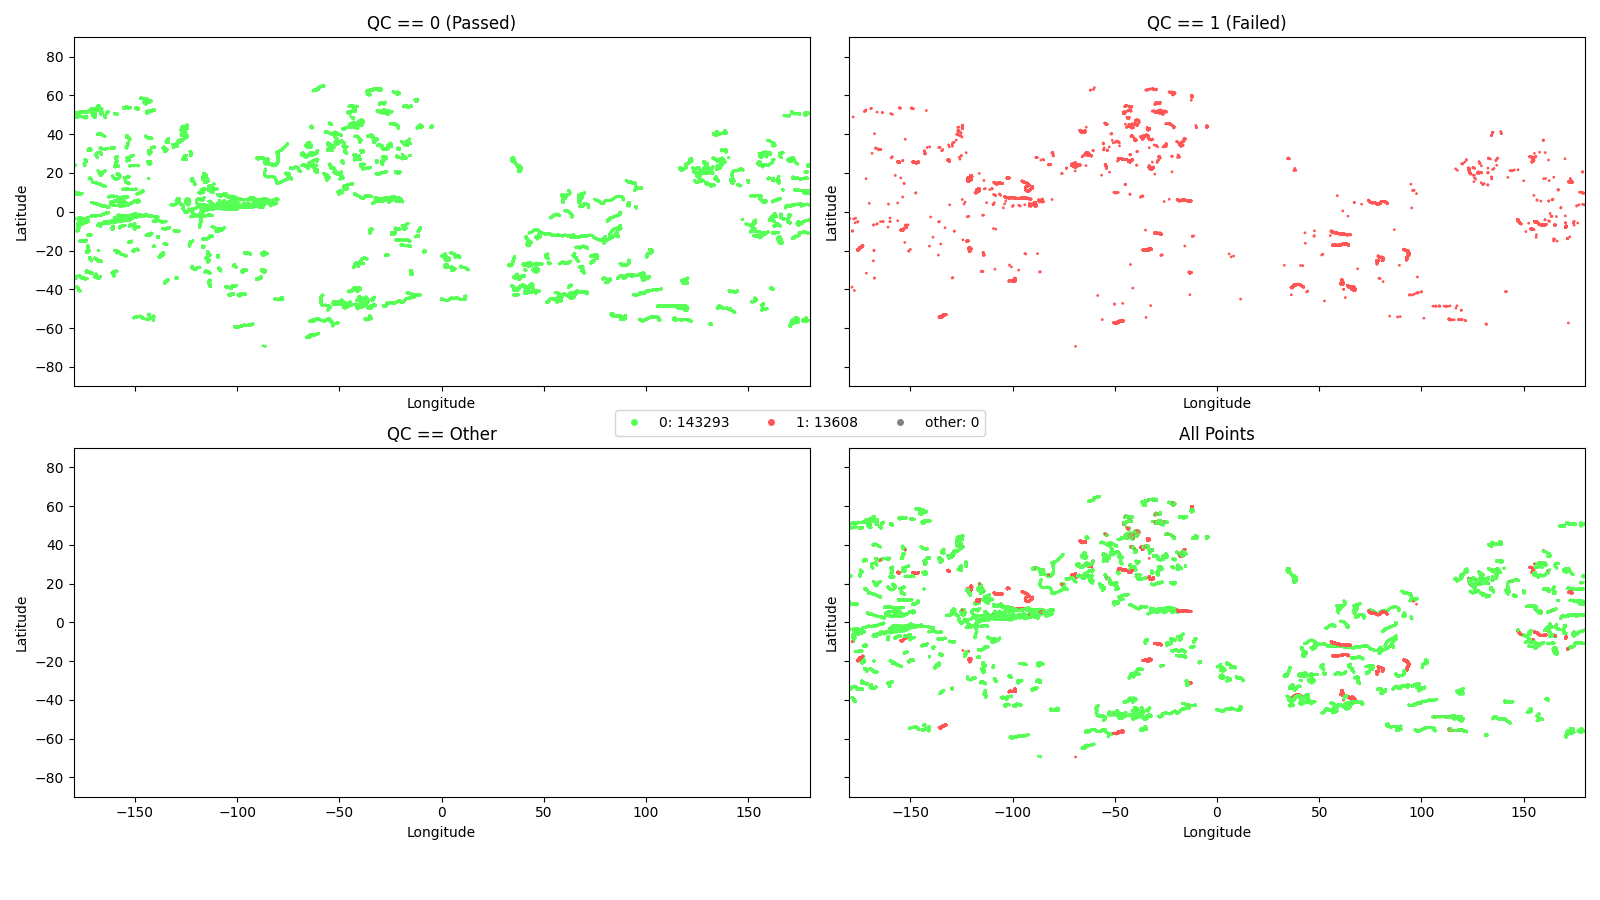 QC == 0 (Passed)
QC == 1 (Failed)
80
60
40
20
0
−20
−40
−60
−80
Latitude
Latitude
Longitude
Longitude
0: 143293
1: 13608
other: 0
QC == Other
All Points
80
60
40
20
0
−20
−40
−60
−80
Latitude
Latitude
−150
−100
−50
0
50
100
150
−150
−100
−50
0
50
100
150
Longitude
Longitude